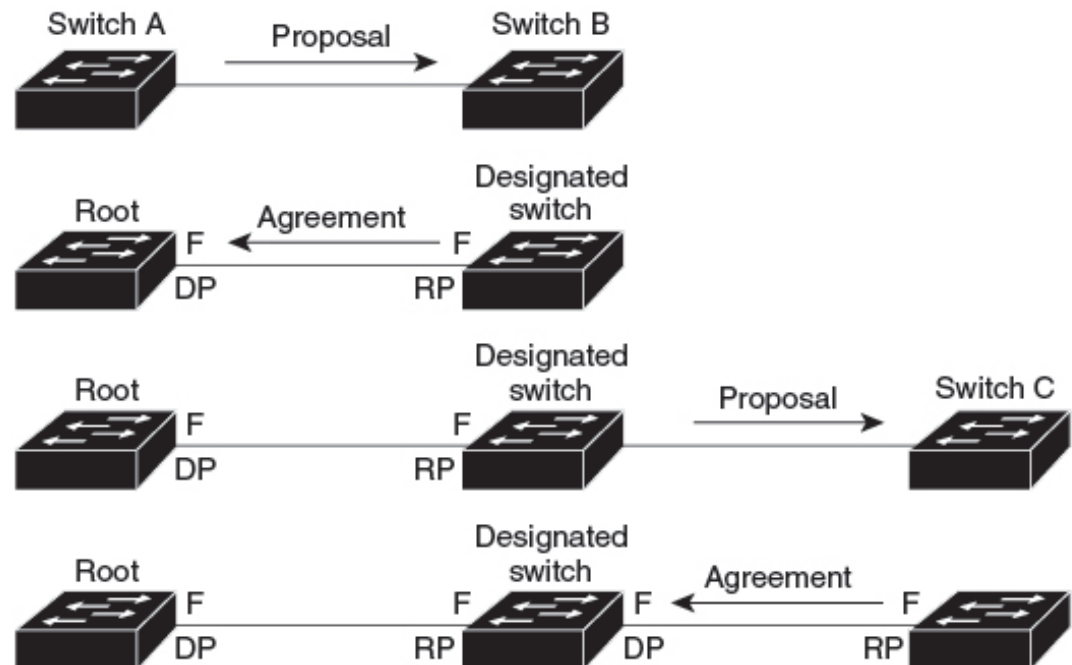 Switch A
Proposal
Switch B
Root
F
Agreement
F
Designated
switch
DP
RP
Root
F
F
Designated
switch
Proposal
Switch C
DP
RP
Root
F
F
Designated
switch
F
Agreement
F
DP
RP
DP
RP